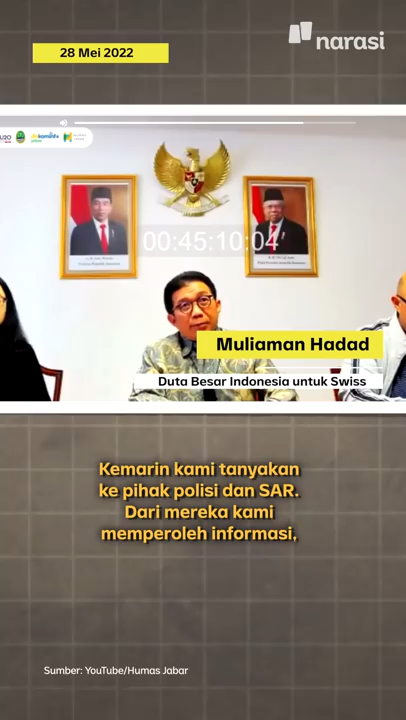 28 Mei 2022
narasi
00:45:10:04
Muliaman Hadad
Duta Besar Indonesia untuk Swiss
Kemarin kami tanyakan
ke pihak polisi dan SAR.
Dari mereka kami
memperoleh informasi,
Sumber: YouTube/Humas Jabar